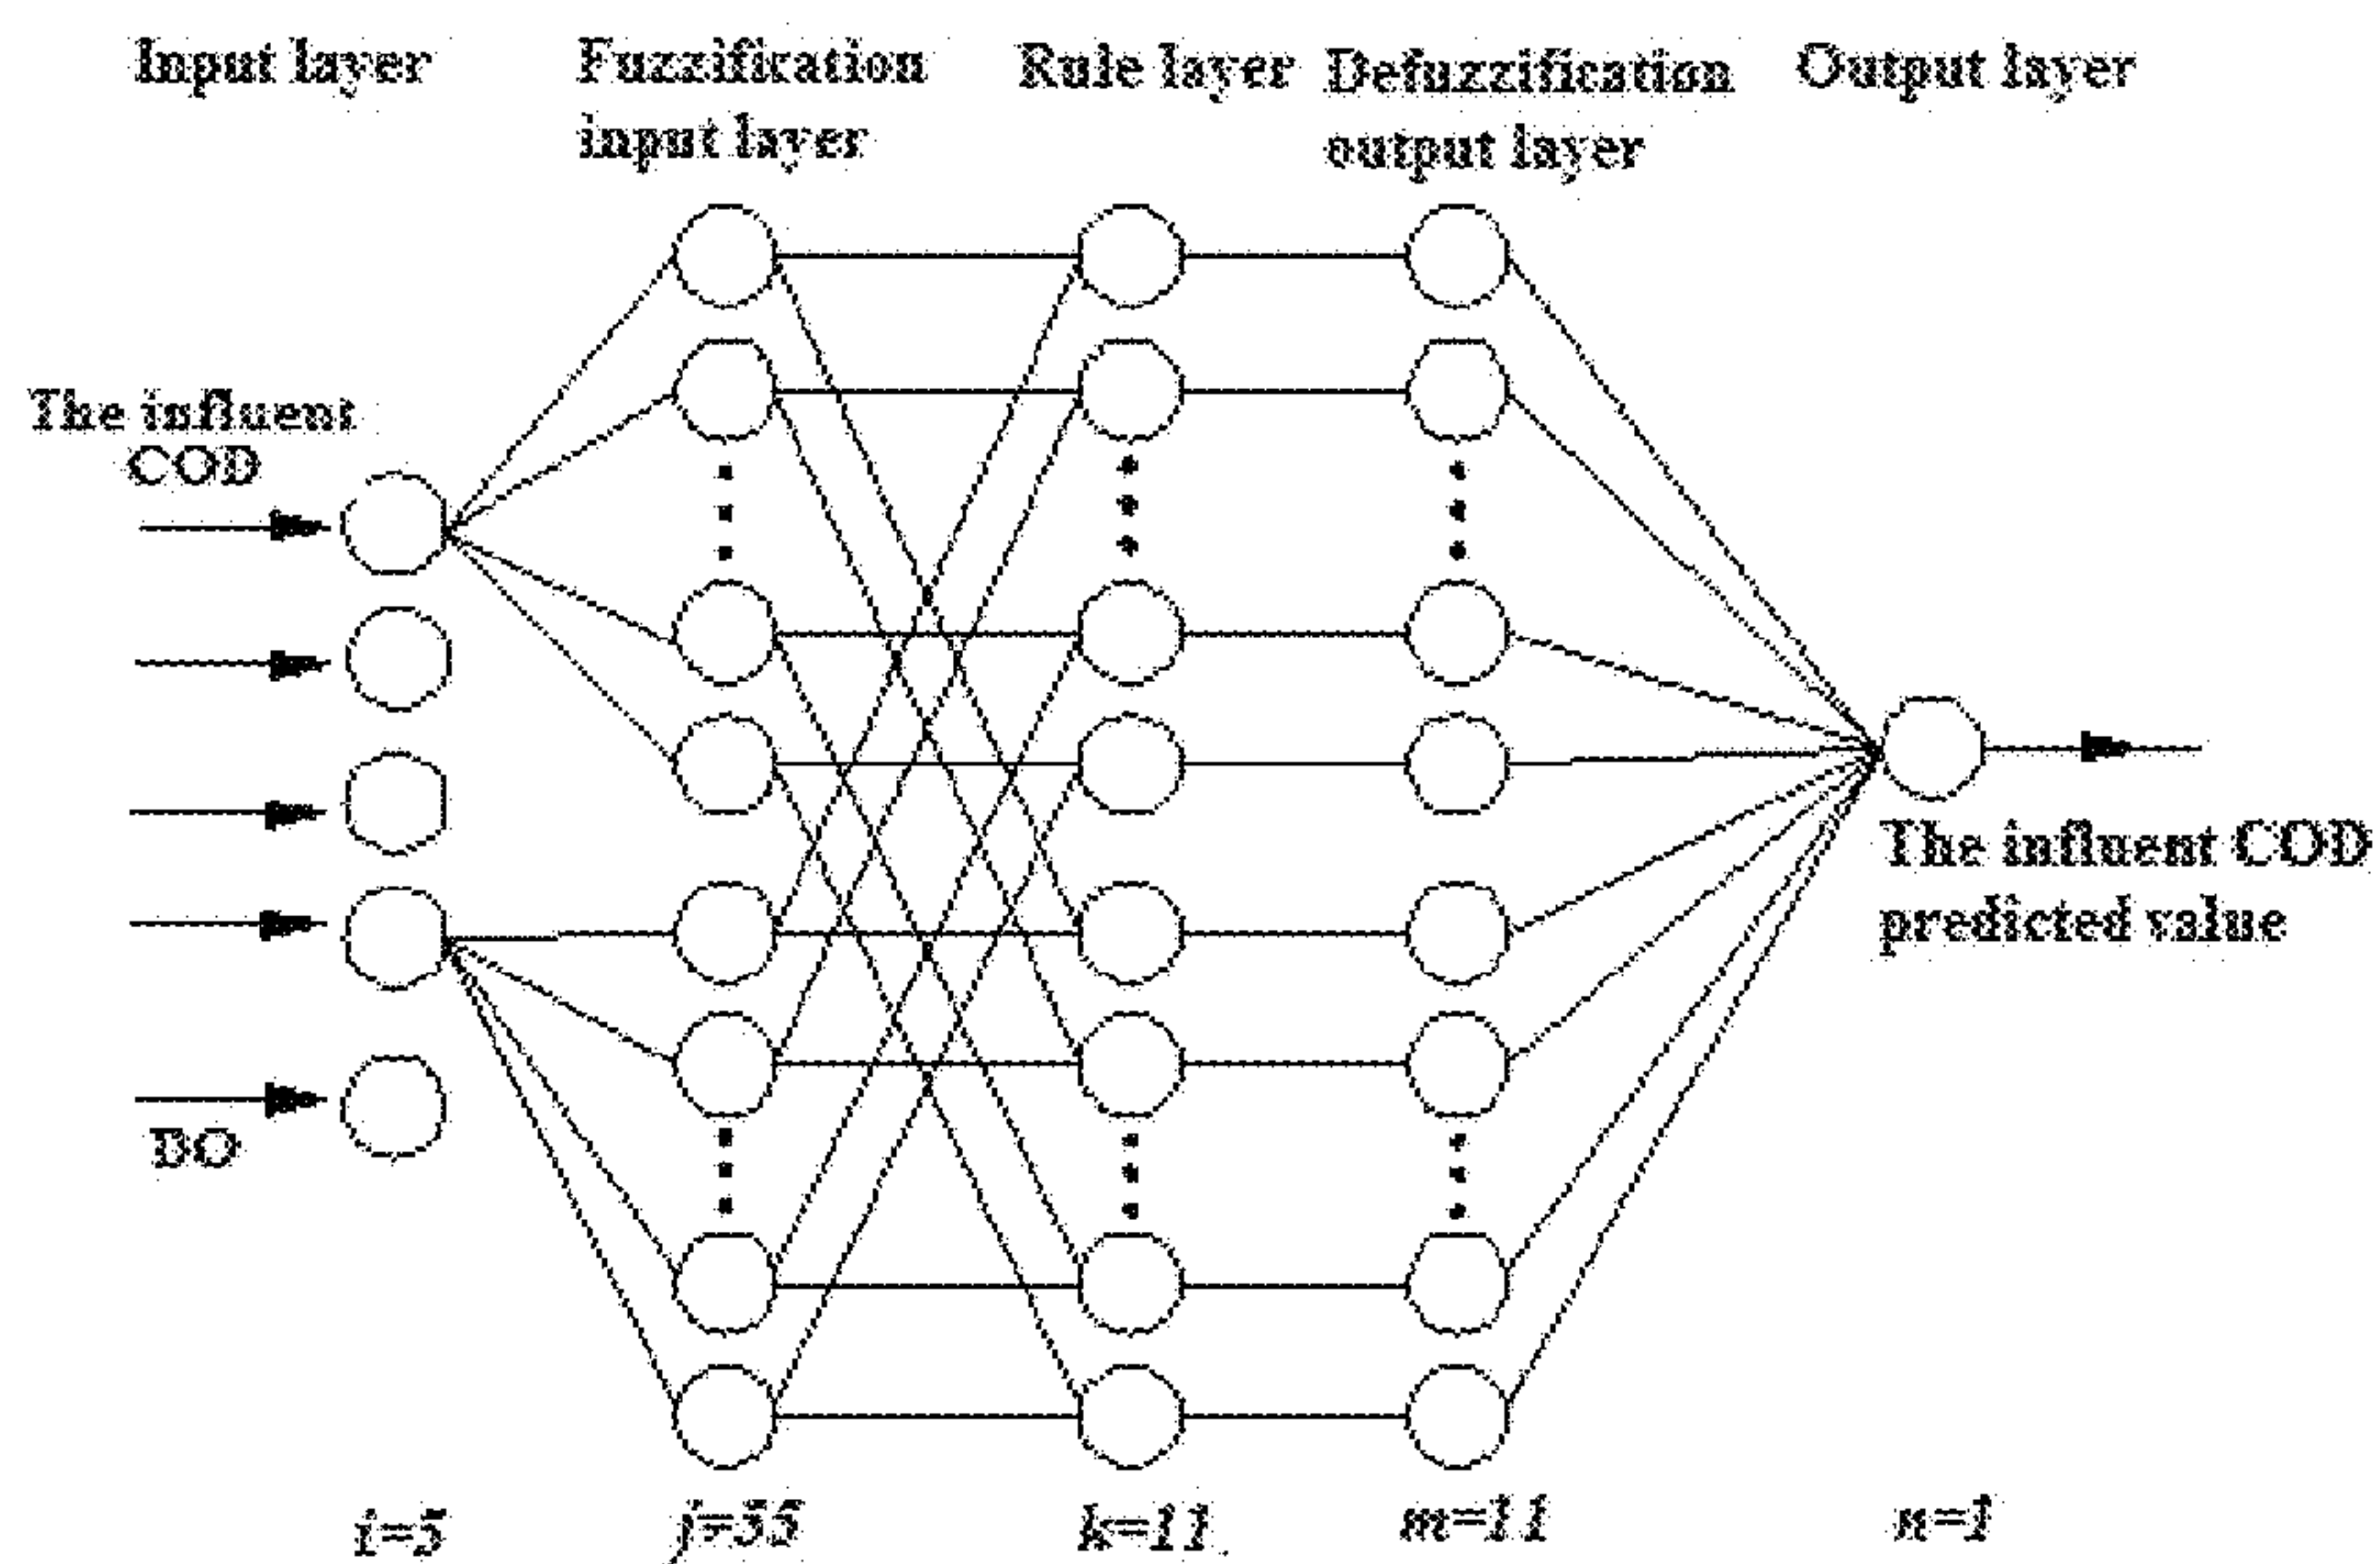 Input layer
Fuzzification
input layer
Rule layer
Defuzzification
output layer
Output layer
The influent
COD
DO
The influent COD
predicted value
i=5
j=55
k=11
m=11
n=1